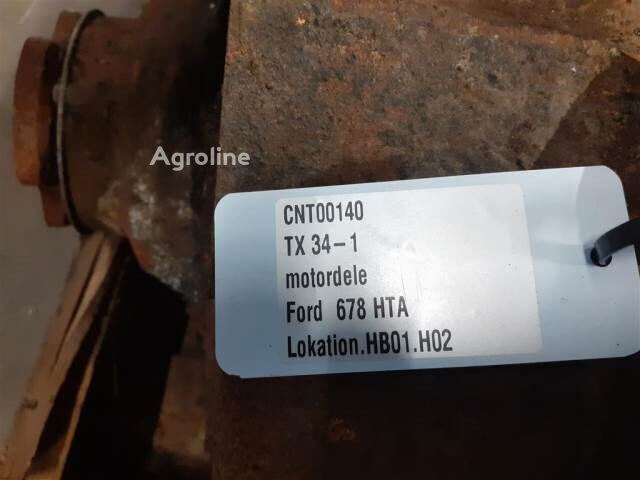 Agroline
CNT00140
TX 34-1
motordele
Ford 678 HTA
Lokation.HB01.H02